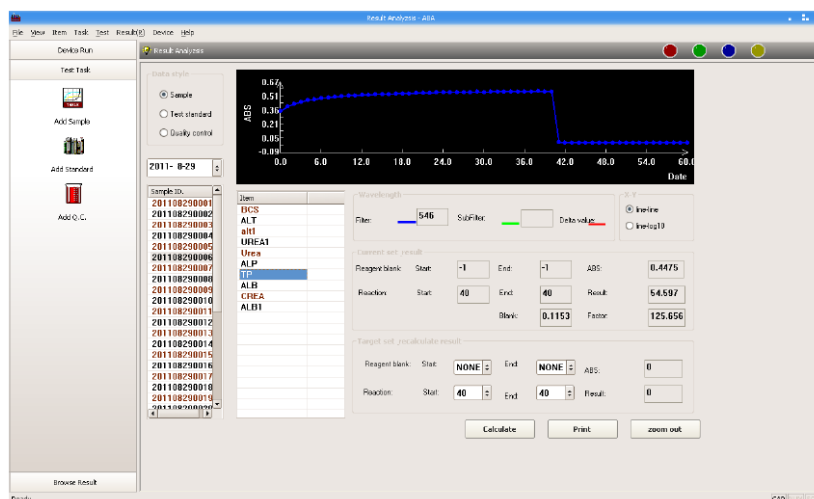 Result Analyzsis - ABA
File View Item Task Test Result(R) Device Help
Device Run
Test Task
Add Sample
Add Standard
Add Q.C.
Browse Result
Result Analyzsis
Data style
Sample
Test standard
Quality control
2011- 8-29
Sample ID.
201108290001
201108290002
201108290003
201108290004
201108290005
201108290006
201108290007
201108290008
201108290009
201108290010
201108290011
201108290012
201108290013
201108290014
201108290015
201108290016
201108290017
201108290018
201108290019
201108290020
ABS
0.67
0.51
0.36
0.21
0.05
-0.09
0.0 6.0 12.0 18.0 24.0 30.0 36.0 42.0 48.0 54.0 60.0
Date
Item
BCS
ALT
alt1
UREA1
Urea
ALP
TP
ALB
CREA
ALB1
Wavelength
Filter: 546 SubFilter: Delta value:
X-Y
line-line
line-log10
Current set_result
Reagent blank: Start: -1 End: -1 ABS: 0.4475
Reaction: Start: 40 End: 40 Result: 54.597
Blank: 0.1153 Factor: 125.656
Target set_recalculate result
Reagent blank: Start: NONE End: NONE ABS: 0
Reaction: Start: 40 End: 40 Result: 0
Calculate Print zoom out
Ready